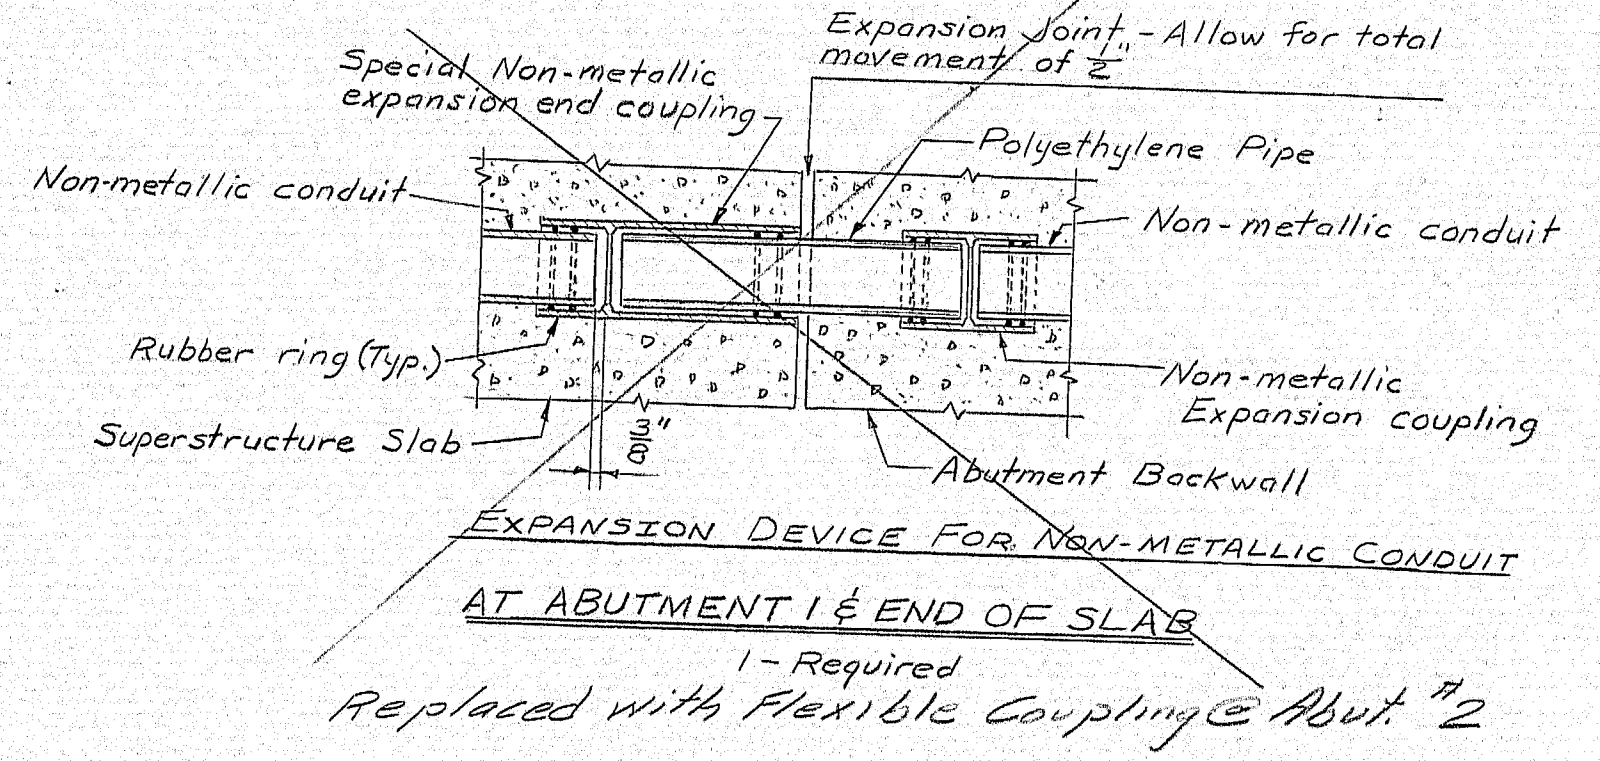 Expansion Joint - Allow for total
movement of 1/2"
Special Non-metallic
expansion end coupling
Polyethylene Pipe
Non-metallic conduit
Non-metallic conduit
Rubber ring (Typ.)
Non-metallic
Expansion coupling
Superstructure Slab
3/8"
Abutment Backwall
EXPANSION DEVICE FOR NON-METALLIC CONDUIT
AT ABUTMENT 1 & END OF SLAB
1 - Required
Replaced with Flexible Coupling @ Abut. #2